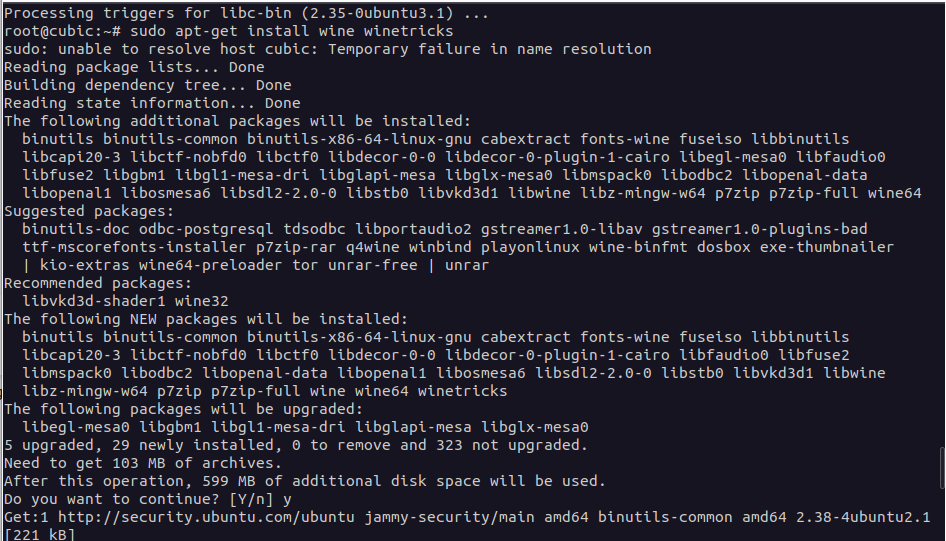 Processing triggers for libc-bin (2.35-0ubuntu3.1) ...
root@cubic:~# sudo apt-get install wine winetricks
sudo: unable to resolve host cubic: Temporary failure in name resolution
Reading package lists... Done
Building dependency tree... Done
Reading state information... Done
The following additional packages will be installed:
  binutils binutils-common binutils-x86-64-linux-gnu cabextract fonts-wine fuseiso libbinutils
  libcapi20-3 libctf-nobfd0 libctf0 libdecor-0-0 libdecor-0-plugin-1-cairo libegl-mesa0 libfaudio0
  libfuse2 libgbm1 libgl1-mesa-dri libglapi-mesa libglx-mesa0 libmspack0 libodbc2 libopenal-data
  libopenal1 libosmesa6 libsdl2-2.0-0 libstb0 libvkd3d1 libwine libz-mingw-w64 p7zip p7zip-full wine64
Suggested packages:
  binutils-doc odbc-postgresql tdsodbc libportaudio2 gstreamer1.0-libav gstreamer1.0-plugins-bad
  ttf-mscorefonts-installer p7zip-rar q4wine winbind playonlinux wine-binfmt dosbox exe-thumbnailer
  | kio-extras wine64-preloader tor unrar-free | unrar
Recommended packages:
  libvkd3d-shader1 wine32
The following NEW packages will be installed:
  binutils binutils-common binutils-x86-64-linux-gnu cabextract fonts-wine fuseiso libbinutils
  libcapi20-3 libctf-nobfd0 libctf0 libdecor-0-0 libdecor-0-plugin-1-cairo libfaudio0 libfuse2
  libmspack0 libodbc2 libopenal-data libopenal1 libosmesa6 libsdl2-2.0-0 libstb0 libvkd3d1 libwine
  libz-mingw-w64 p7zip p7zip-full wine wine64 winetricks
The following packages will be upgraded:
  libegl-mesa0 libgbm1 libgl1-mesa-dri libglapi-mesa libglx-mesa0
5 upgraded, 29 newly installed, 0 to remove and 323 not upgraded.
Need to get 103 MB of archives.
After this operation, 599 MB of additional disk space will be used.
Do you want to continue? [Y/n] y
Get:1 http://security.ubuntu.com/ubuntu jammy-security/main amd64 binutils-common amd64 2.38-4ubuntu2.1
[221 kB]